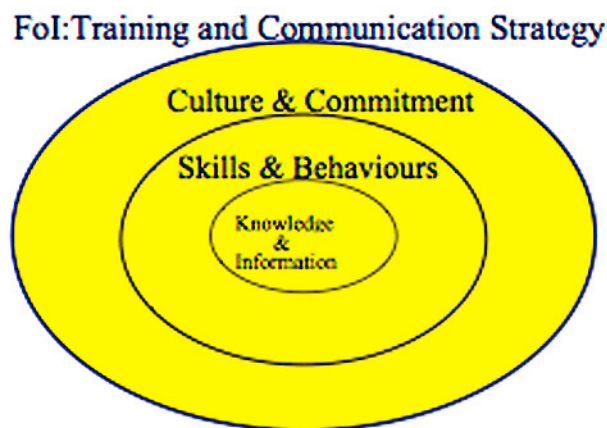 FoI:Training and Communication Strategy
Culture & Commitment
Skills & Behaviours
Knowledge
&
Information